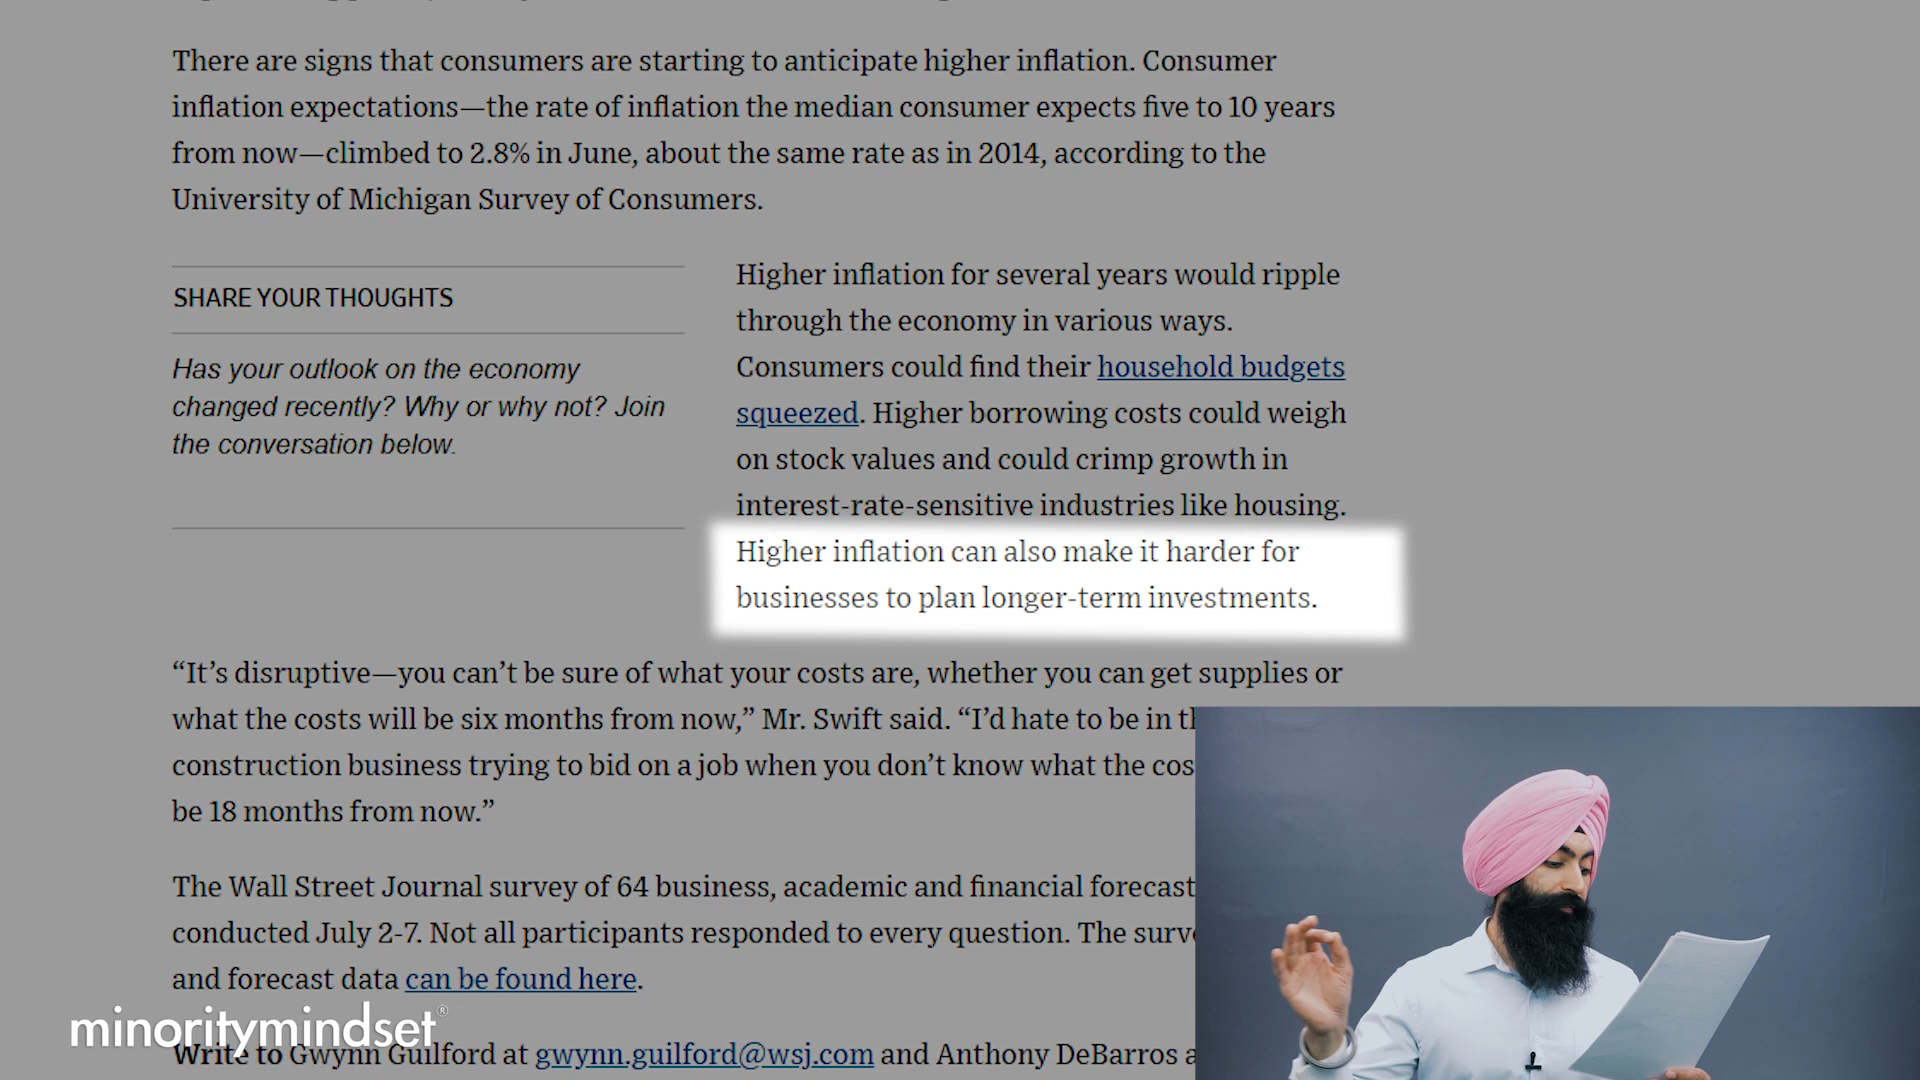 There are signs that consumers are starting to anticipate higher inflation. Consumer
inflation expectations—the rate of inflation the median consumer expects five to 10 years
from now—climbed to 2.8% in June, about the same rate as in 2014, according to the
University of Michigan Survey of Consumers.
SHARE YOUR THOUGHTS
Has your outlook on the economy
changed recently? Why or why not? Join
the conversation below.
Higher inflation for several years would ripple
through the economy in various ways.
Consumers could find their household budgets
squeezed. Higher borrowing costs could weigh
on stock values and could crimp growth in
interest-rate-sensitive industries like housing.
Higher inflation can also make it harder for
businesses to plan longer-term investments.
“It’s disruptive—you can’t be sure of what your costs are, whether you can get supplies or
what the costs will be six months from now,” Mr. Swift said. “I’d hate to be in
construction business trying to bid on a job when you don’t know what the
be 18 months from now.”
The Wall Street Journal survey of 64 business, academic and financial
conducted July 2-7. Not all participants responded to every question. The
and forecast data can be found here.
minoritymindset®
Write to Gwynn Guilford at gwynn.guilford@wsj.com and Anthony DeBarros